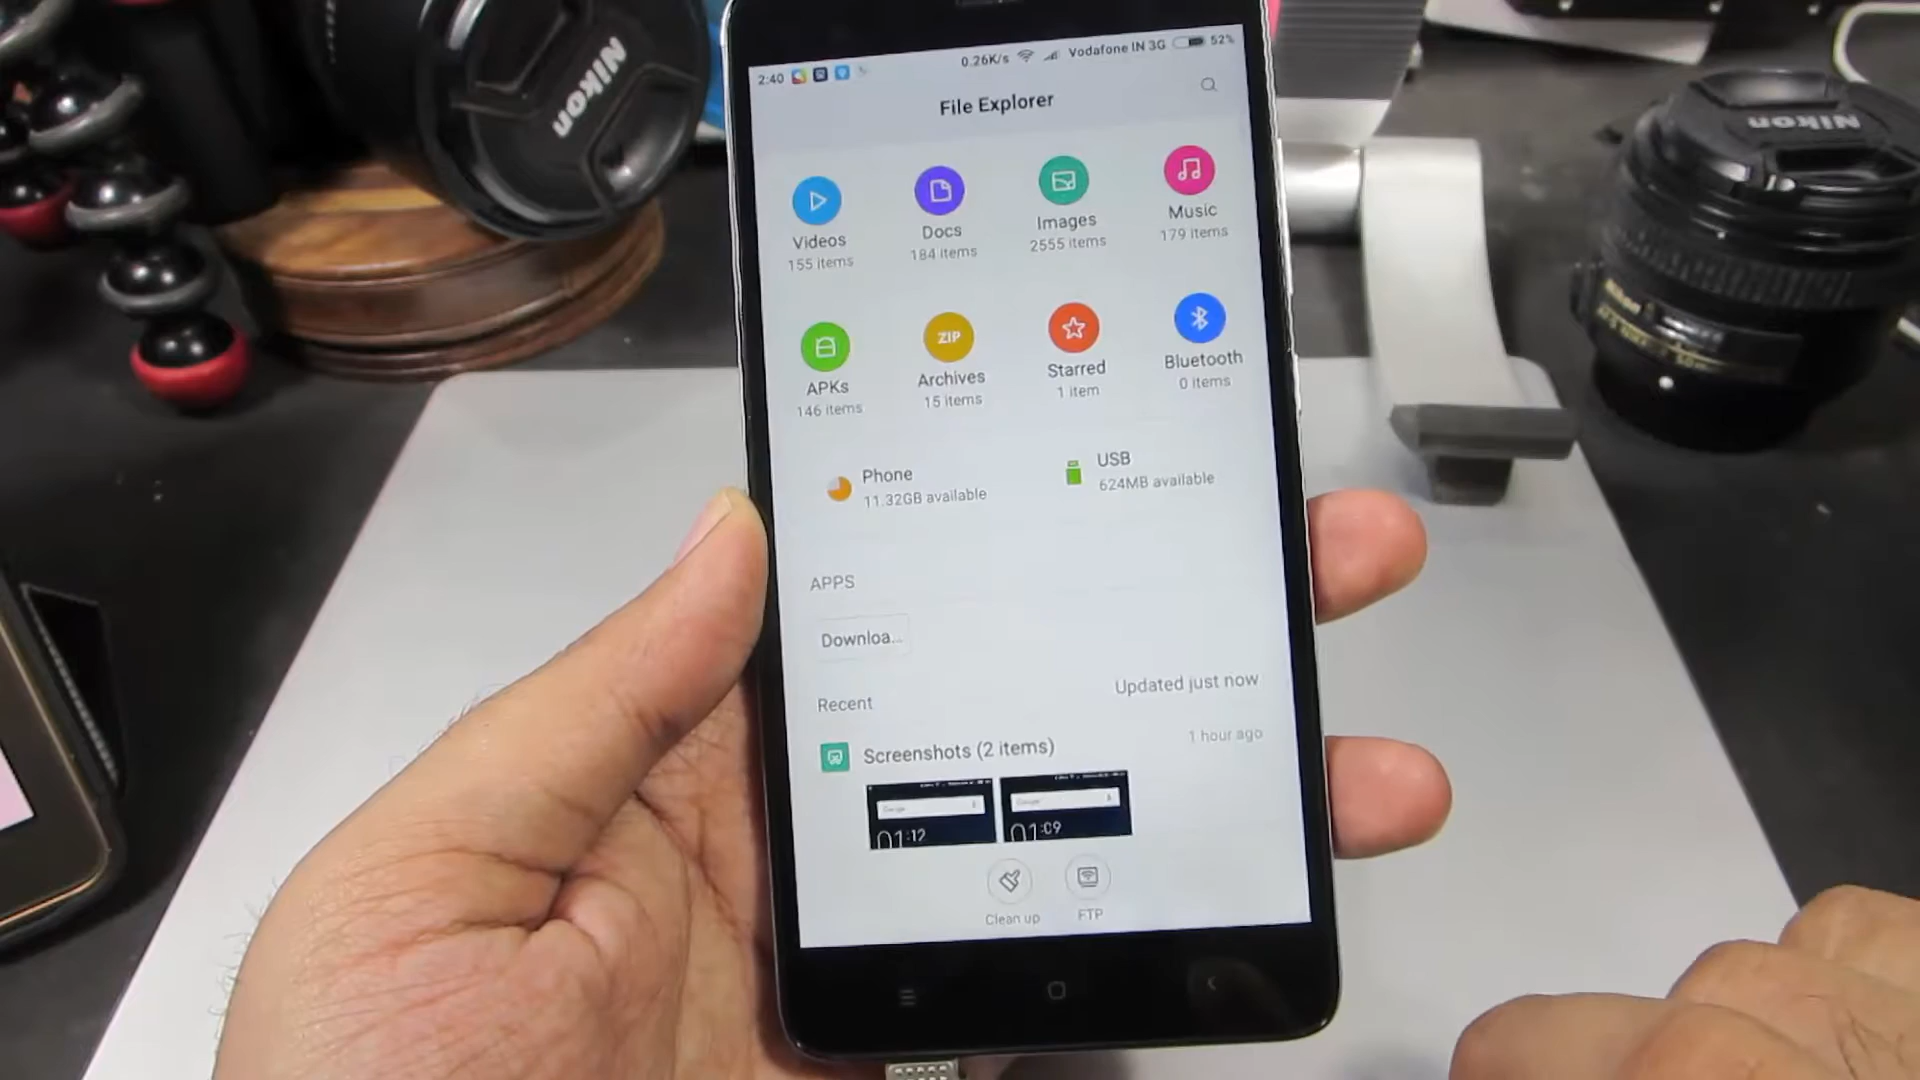 Nikon
Nikon
Nikon
2:40 0.26K/s Vodafone IN 3G 52%
File Explorer
Videos
155 items
Docs
184 items
Images
2555 items
Music
179 items
APKs
146 items
ZIP
Archives
15 items
Starred
1 item
Bluetooth
0 items
Phone
11.32GB available
USB
624MB available
APPS
Downloa...
Recent
Updated just now
Screenshots (2 items)
1 hour ago
Google
01:12
Google
01:09
Clean up
FTP